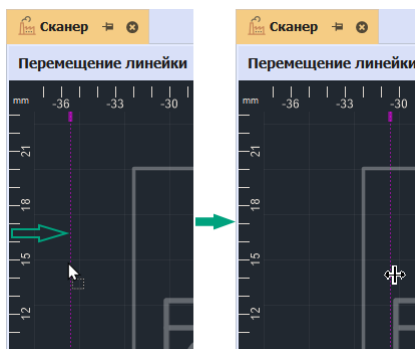 Сканер
Перемещение линейки
mm -36 -33 -30
21
18
15
12
Сканер
Перемещение линейки
mm -36 -33 -30
21
18
15
12